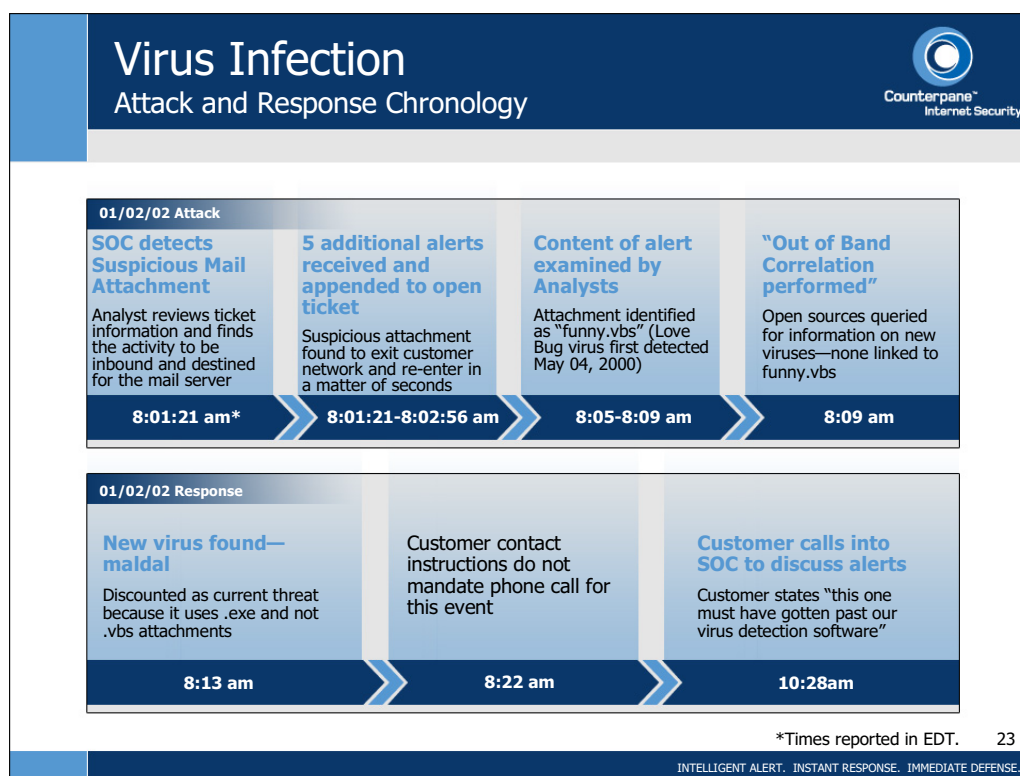 Virus Infection
Attack and Response Chronology
Counterpane™
Internet Security
01/02/02 Attack
SOC detects
Suspicious Mail
Attachment
Analyst reviews ticket
information and finds
the activity to be
inbound and destined
for the mail server
8:01:21 am*
5 additional alerts
received and
appended to open
ticket
Suspicious attachment
found to exit customer
network and re-enter in
a matter of seconds
8:01:21-8:02:56 am
Content of alert
examined by
Analysts
Attachment identified
as “funny.vbs” (Love
Bug virus first detected
May 04, 2000)
8:05-8:09 am
“Out of Band
Correlation
performed”
Open sources queried
for information on new
viruses—none linked to
funny.vbs
8:09 am
01/02/02 Response
New virus found—
maldal
Discounted as current threat
because it uses .exe and not
.vbs attachments
8:13 am
Customer contact
instructions do not
mandate phone call for
this event
8:22 am
Customer calls into
SOC to discuss alerts
Customer states “this one
must have gotten past our
virus detection software”
10:28am
*Times reported in EDT.
23
INTELLIGENT ALERT. INSTANT RESPONSE. IMMEDIATE DEFENSE.